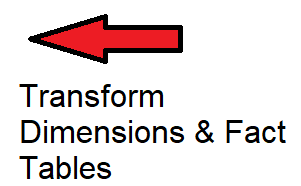 Transform
Dimensions & Fact
Tables